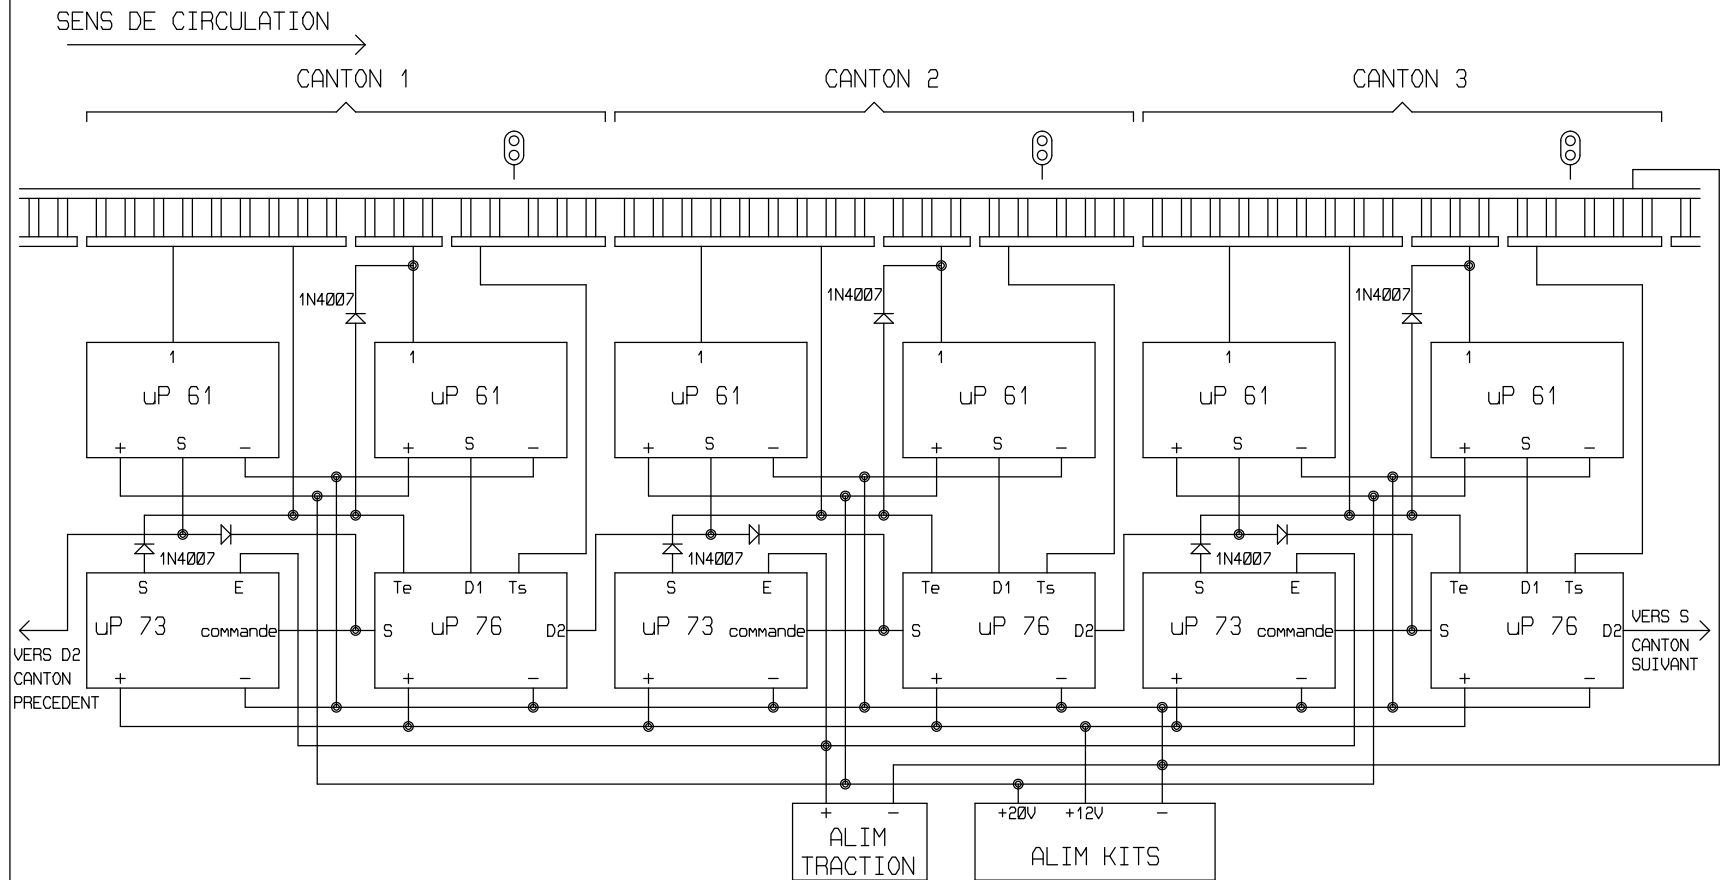 SENS DE CIRCULATION
CANTON 1
CANTON 2
CANTON 3
1N4007
1N4007
1N4007
1
1
1
1
1
1
uP 61
uP 61
uP 61
uP 61
uP 61
uP 61
+ S -
+ S -
+ S -
+ S -
+ S -
+ S -
1N4007
1N4007
1N4007
S E
Te D1 Ts
S E
Te D1 Ts
S E
Te D1 Ts
uP 73 commande
S uP 76 D2
uP 73 commande
S uP 76 D2
uP 73 commande
S uP 76 D2
+ -
+ -
+ -
+ -
+ -
+ -
VERS D2
CANTON
PRECEDENT
VERS S
CANTON
SUIVANT
+ -
ALIM
TRACTION
+20V +12V -
ALIM KITS